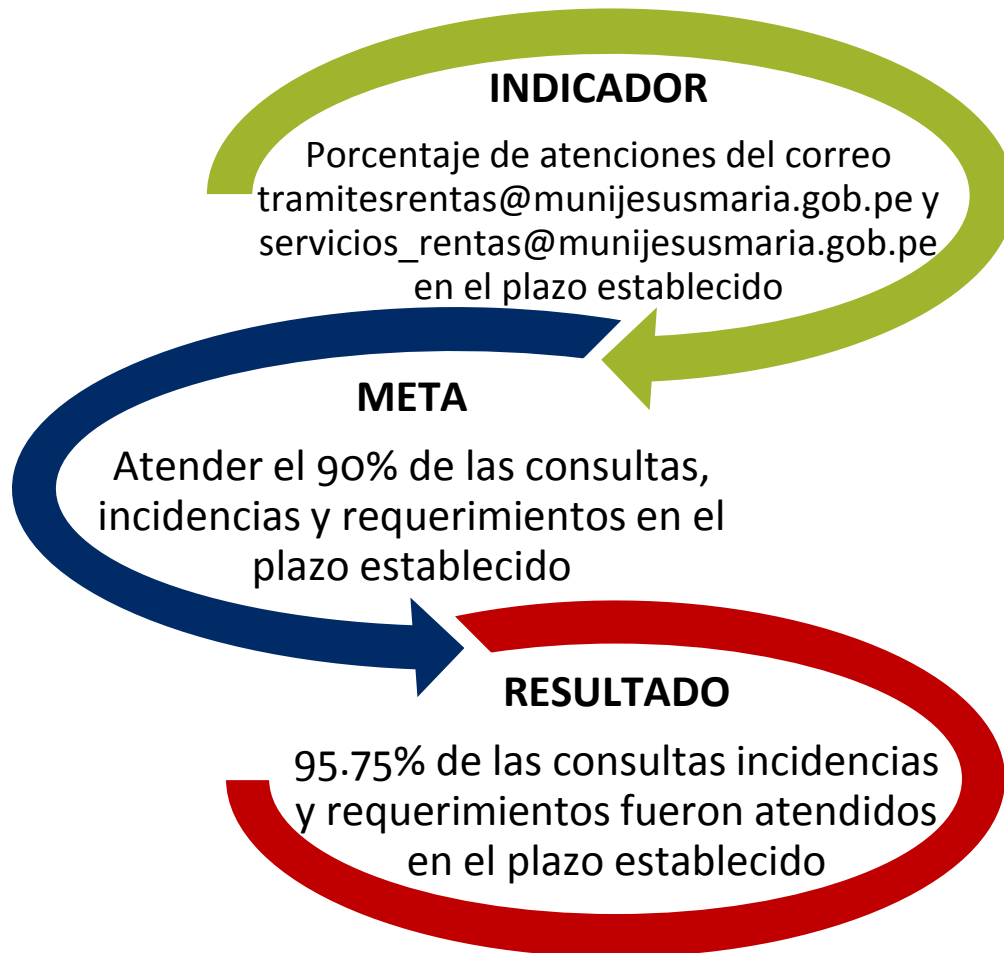 INDICADOR
Porcentaje de atenciones del correo
tramitesrentas@munijesusmaria.gob.pe y
servicios_rentas@munijesusmaria.gob.pe
en el plazo establecido
META
Atender el 90% de las consultas,
incidencias y requerimientos en el
plazo establecido
RESULTADO
95.75% de las consultas incidencias
y requerimientos fueron atendidos
en el plazo establecido